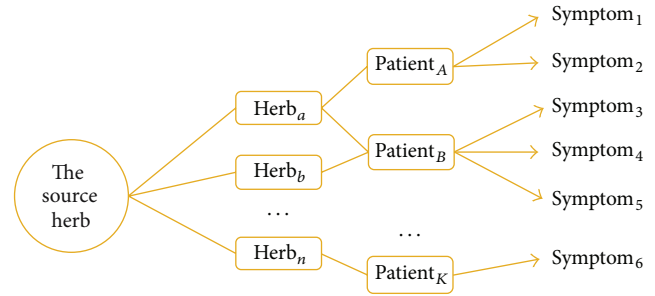 The
source
herb
Herb_a
Herb_b
...
Herb_n
Patient_A
Patient_B
...
Patient_K
Symptom_1
Symptom_2
Symptom_3
Symptom_4
Symptom_5
Symptom_6